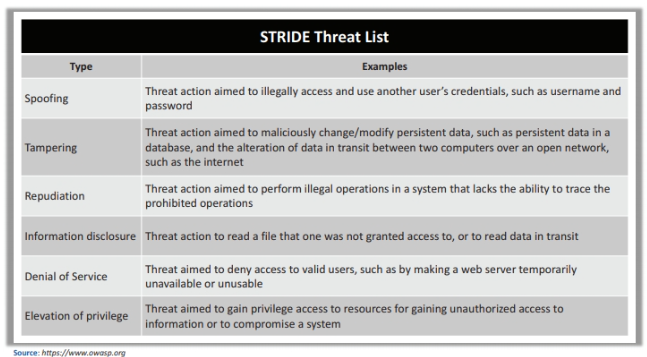 STRIDE Threat List
Type Examples
Spoofing
Threat action aimed to illegally access and use another user's credentials, such as username and
password
Tampering
Threat action aimed to maliciously change/modify persistent data, such as persistent data in a
database, and the alteration of data in transit between two computers over an open network,
such as the internet
Repudiation
Threat action aimed to perform illegal operations in a system that lacks the ability to trace the
prohibited operations
Information disclosure Threat action to read a file that one was not granted access to, or to read data in transit
Denial of Service
Threat aimed to deny access to valid users, such as by making a web server temporarily
unavailable or unusable
Elevation of privilege
Threat aimed to gain privilege access to resources for gaining unauthorized access to
information or to compromise a system
Source: https://www.owasp.org